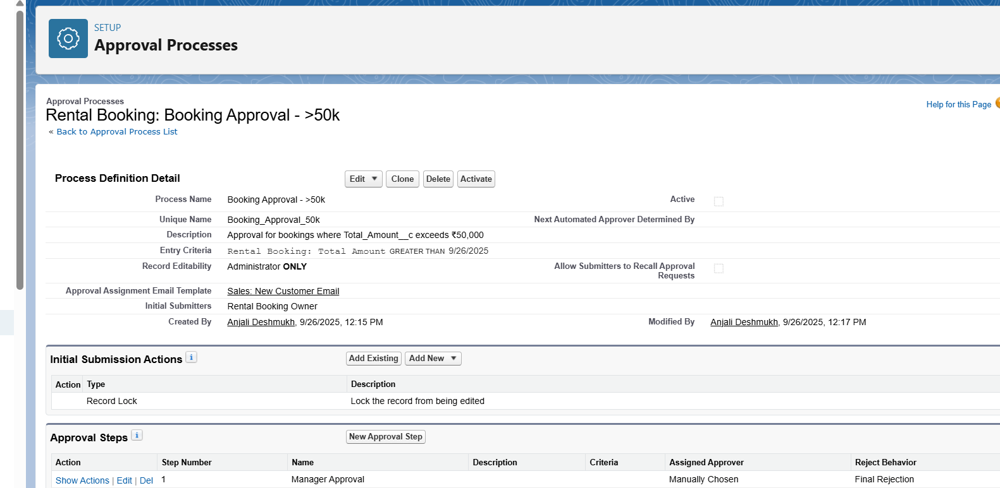 SETUP
Approval Processes
Approval Processes
Rental Booking: Booking Approval - >50k
Help for this Page
« Back to Approval Process List
Process Definition Detail
Edit ▼ Clone Delete Activate
Process Name Booking Approval - >50k Active
Unique Name Booking_Approval_50k Next Automated Approver Determined By
Description Approval for bookings where Total_Amount__c exceeds ₹50,000
Entry Criteria Rental Booking: Total Amount GREATER THAN 9/26/2025
Record Editability Administrator ONLY Allow Submitters to Recall Approval
Requests
Approval Assignment Email Template Sales: New Customer Email
Initial Submitters Rental Booking Owner
Created By Anjali Deshmukh, 9/26/2025, 12:15 PM Modified By Anjali Deshmukh, 9/26/2025, 12:17 PM
Initial Submission Actions i Add Existing Add New ▼
Action Type Description
Record Lock Lock the record from being edited
Approval Steps i New Approval Step
Action Step Number Name Description Criteria Assigned Approver Reject Behavior
Show Actions | Edit | Del 1 Manager Approval Manually Chosen Final Rejection